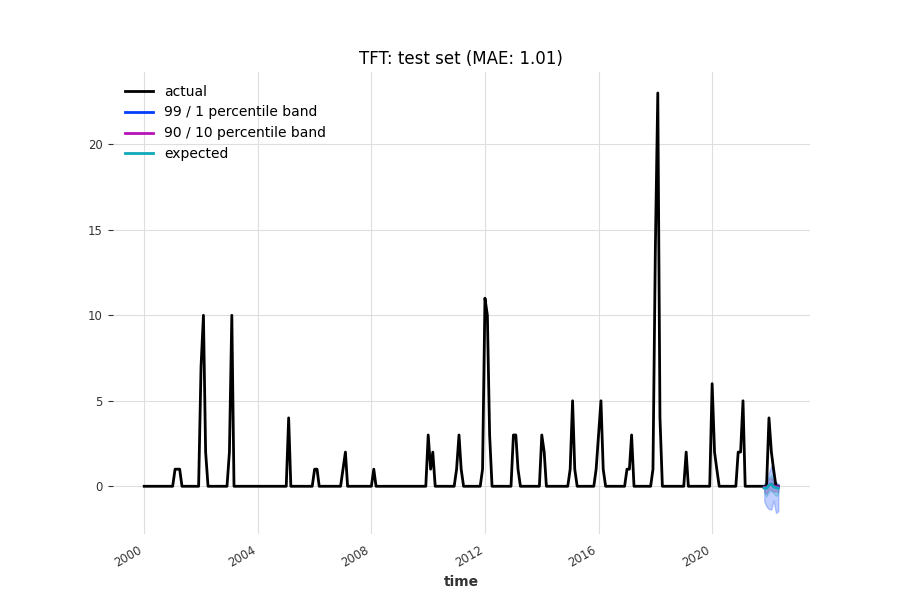 TFT: test set (MAE: 1.01)
actual
99 / 1 percentile band
90 / 10 percentile band
expected
20
15
10
5
0
2000
2004
2008
2012
2016
2020
time